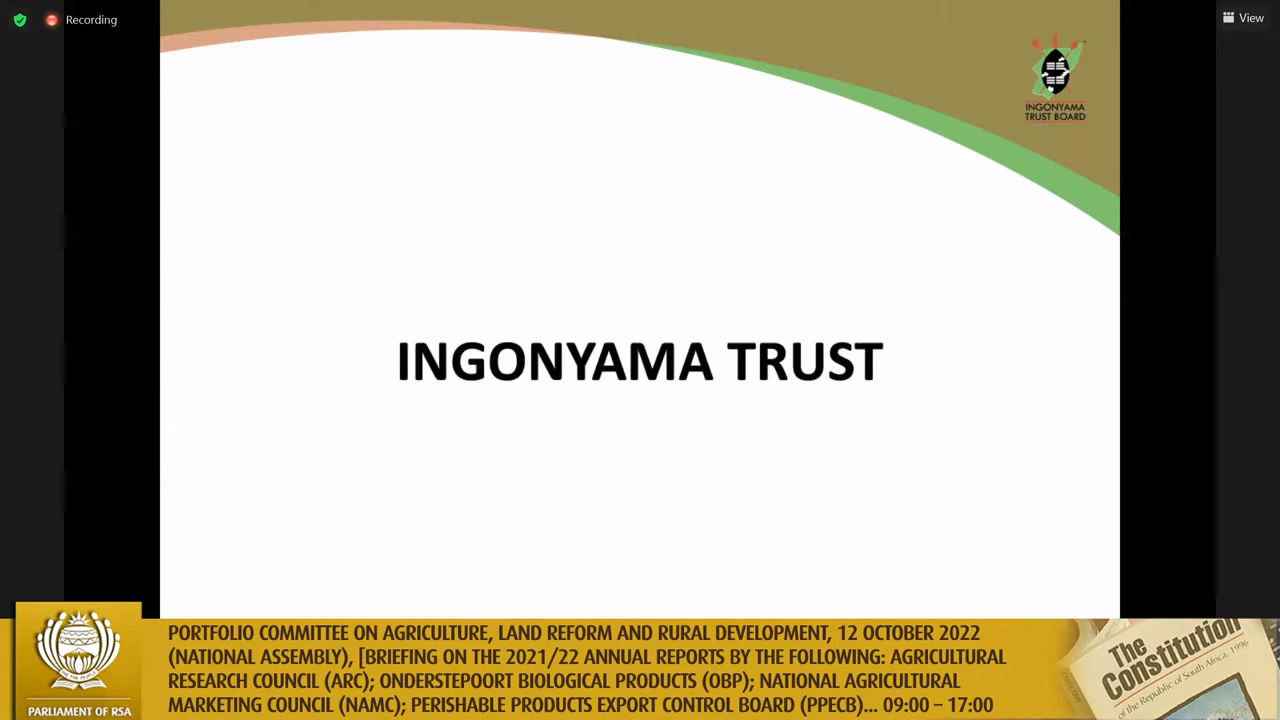 Recording
View
INGONYAMA
TRUST BOARD
INGONYAMA TRUST
PORTFOLIO COMMITTEE ON AGRICULTURE, LAND REFORM AND RURAL DEVELOPMENT, 12 OCTOBER 2022
(NATIONAL ASSEMBLY), [BRIEFING ON THE 2021/22 ANNUAL REPORTS BY THE FOLLOWING: AGRICULTURAL
RESEARCH COUNCIL (ARC); ONDERSTEPOORT BIOLOGICAL PRODUCTS (OBP); NATIONAL AGRICULTURAL
MARKETING COUNCIL (NAMC); PERISHABLE PRODUCTS EXPORT CONTROL BOARD (PPECB)... 09:00 – 17:00
PARLIAMENT OF RSA
The
Constitution
of the Republic of South Africa, 1996